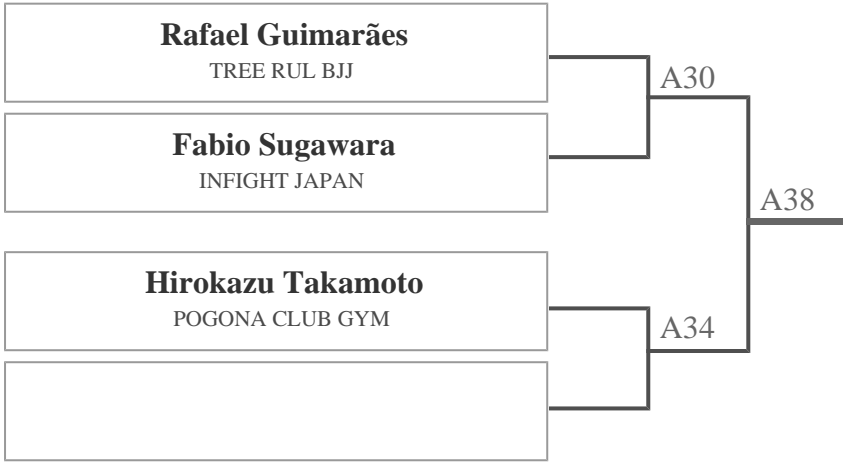 Rafael Guimarães
TREE RUL BJJ
A30
Fabio Sugawara
INFIGHT JAPAN
A38
Hirokazu Takamoto
POGONA CLUB GYM
A34